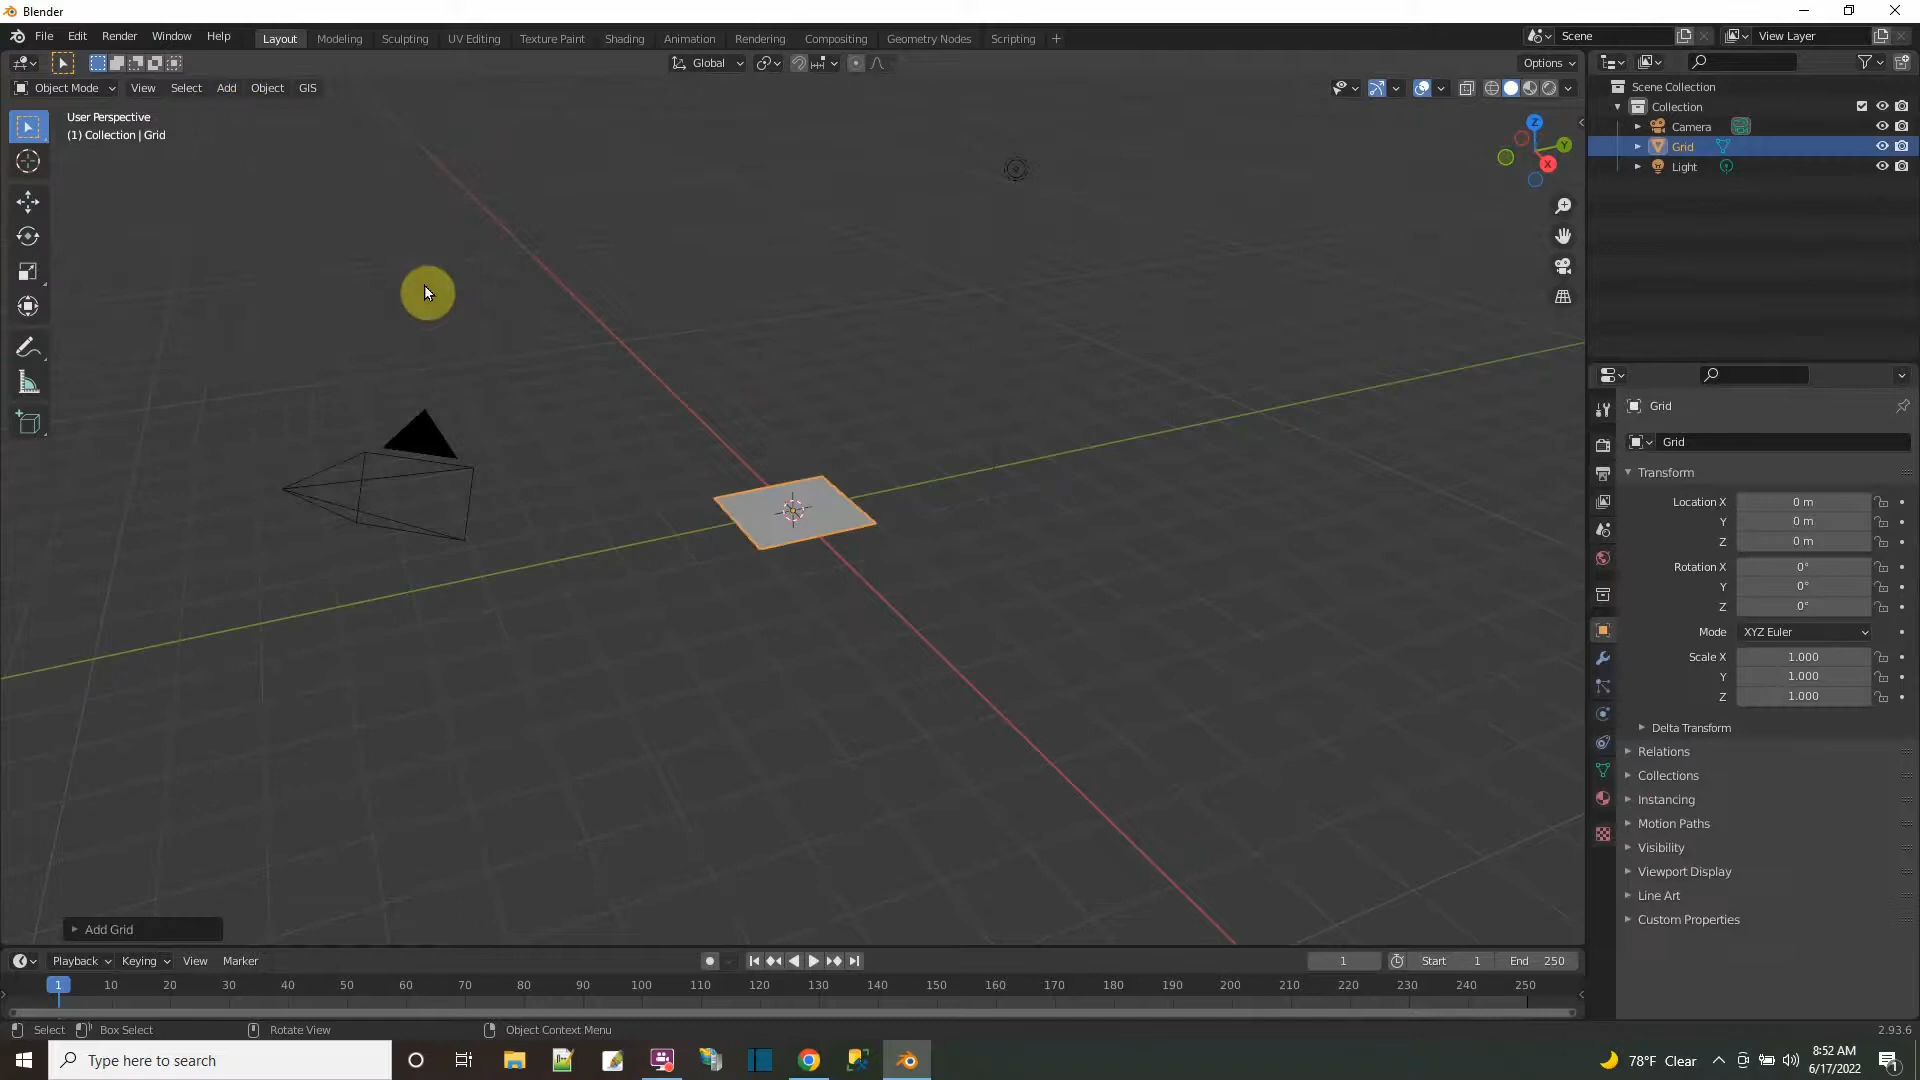 Blender
File Edit Render Window Help Layout Modeling Sculpting UV Editing Texture Paint Shading Animation Rendering Compositing Geometry Nodes Scripting + Scene View Layer
Global Options
Object Mode View Select Add Object GIS
User Perspective
(1) Collection | Grid
Z
Y
X
Scene Collection
Collection
Camera
Grid
Light
Grid
Grid
Transform
Location X 0 m
Y 0 m
Z 0 m
Rotation X 0°
Y 0°
Z 0°
Mode XYZ Euler
Scale X 1.000
Y 1.000
Z 1.000
Delta Transform
Relations
Collections
Instancing
Motion Paths
Visibility
Viewport Display
Line Art
Custom Properties
Add Grid
Playback Keying View Marker 1 Start 1 End 250
1 10 20 30 40 50 60 70 80 90 100 110 120 130 140 150 160 170 180 190 200 210 220 230 240 250
Select Box Select Rotate View Object Context Menu 2.93.6
Type here to search
78°F Clear
8:52 AM
6/17/2022
1